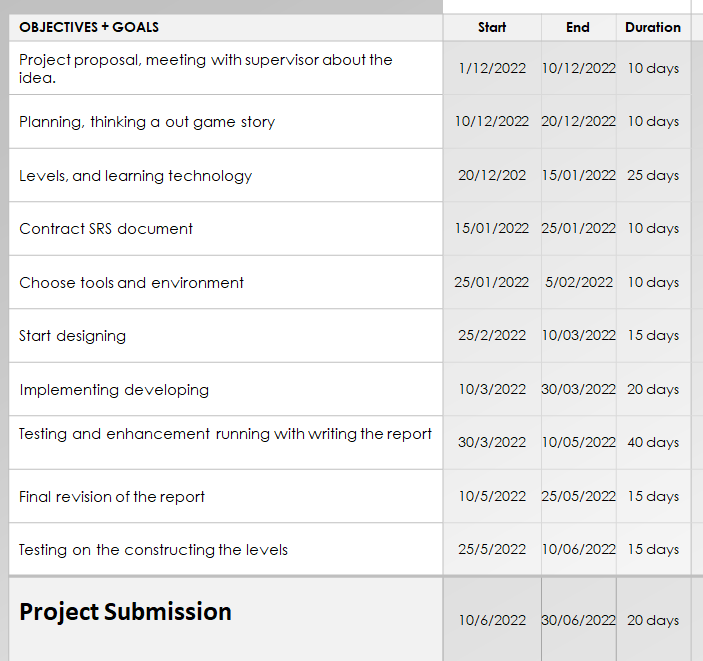 OBJECTIVES + GOALS Start End Duration
Project proposal, meeting with supervisor about the
idea. 1/12/2022 10/12/2022 10 days
Planning, thinking a out game story 10/12/2022 20/12/2022 10 days
Levels, and learning technology 20/12/202 15/01/2022 25 days
Contract SRS document 15/01/2022 25/01/2022 10 days
Choose tools and environment 25/01/2022 5/02/2022 10 days
Start designing 25/2/2022 10/03/2022 15 days
Implementing developing 10/3/2022 30/03/2022 20 days
Testing and enhancement running with writing the report 30/3/2022 10/05/2022 40 days
Final revision of the report 10/5/2022 25/05/2022 15 days
Testing on the constructing the levels 25/5/2022 10/06/2022 15 days
Project Submission 10/6/2022 30/06/2022 20 days